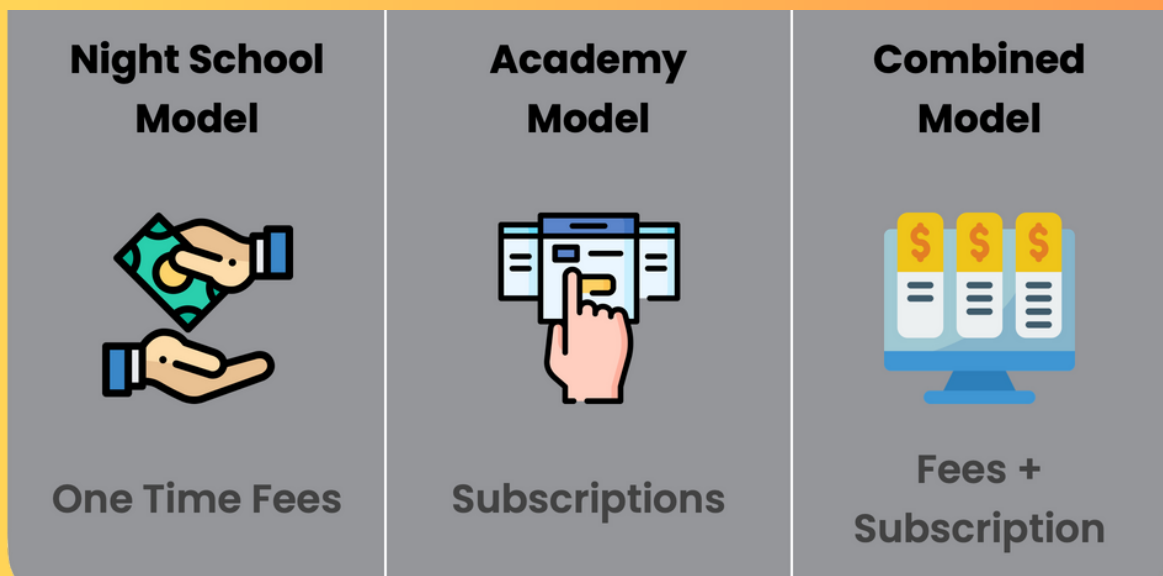 Night School
Model
Academy
Model
Combined
Model
$ $ $
One Time Fees
Subscriptions
Fees +
Subscription